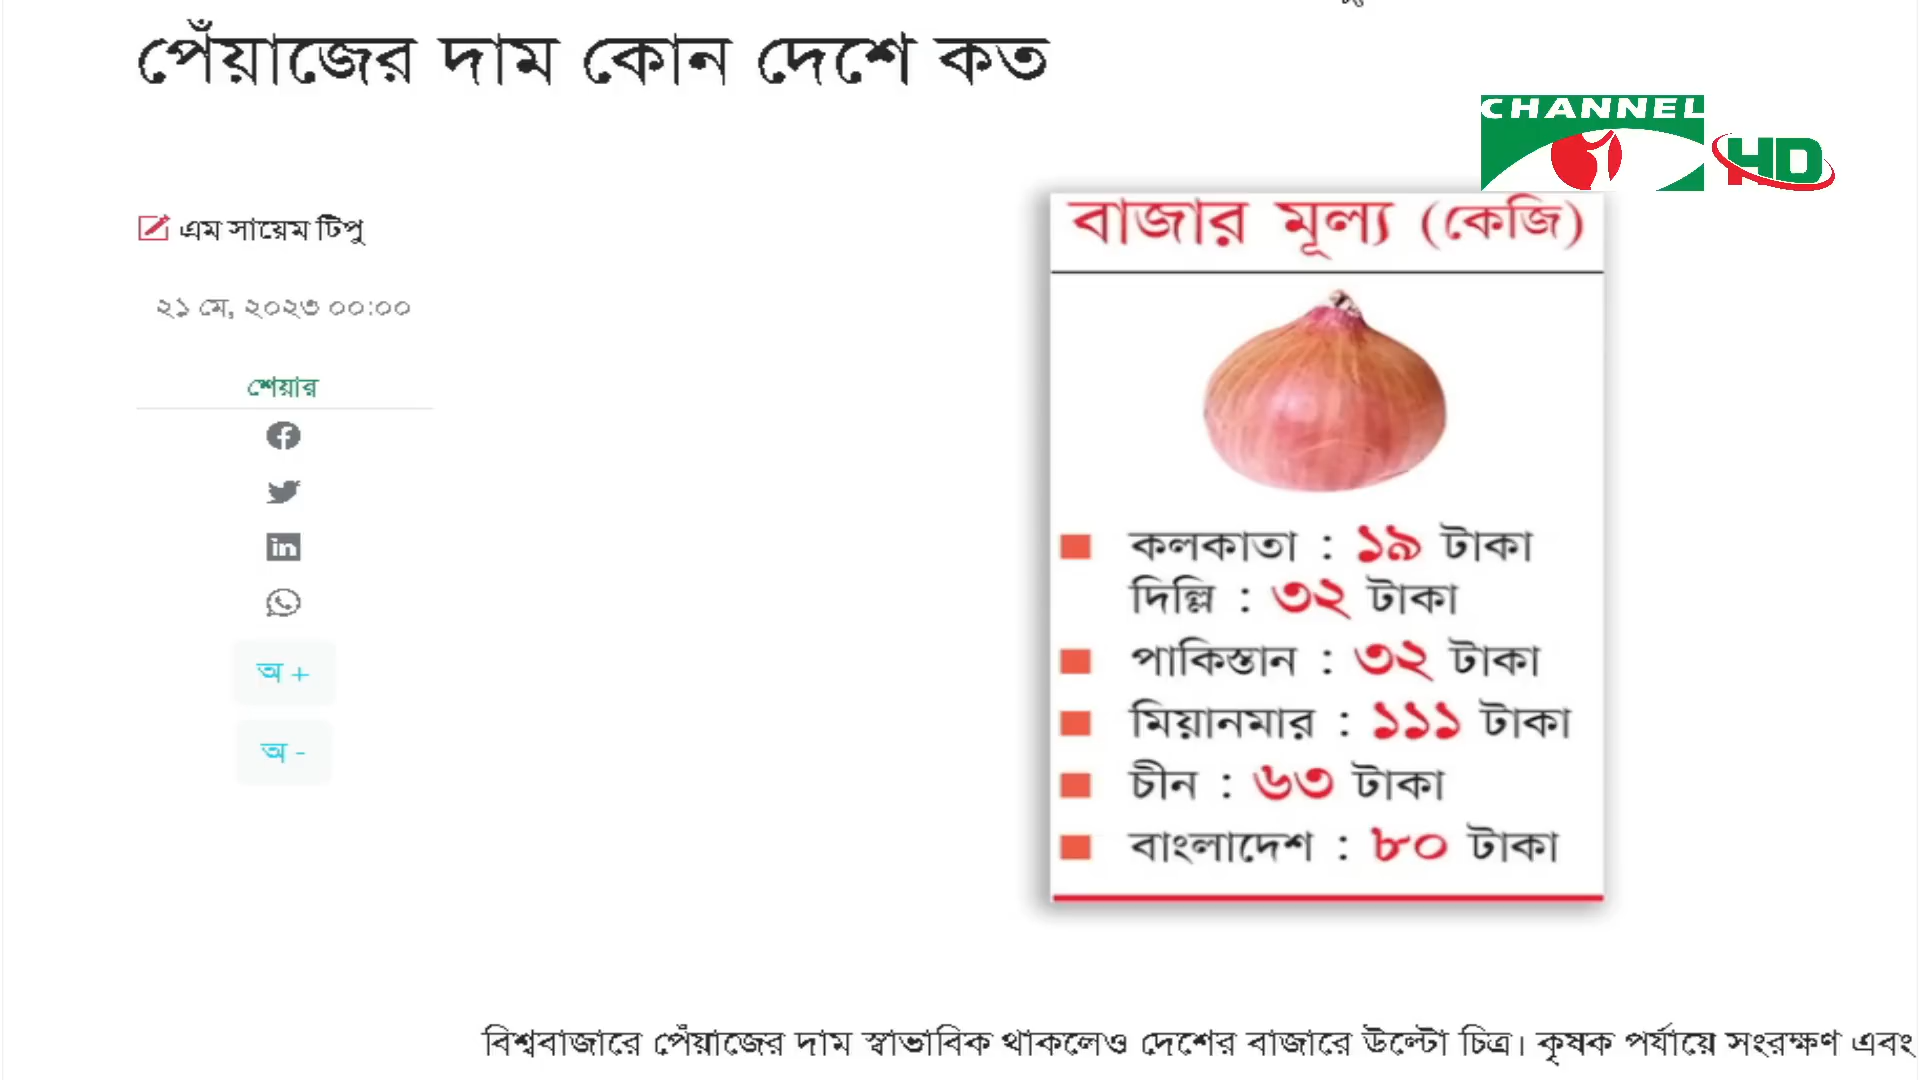 পেঁয়াজের দাম কোন দেশে কত
CHANNEL
i HD
এম সায়েম টিপু
২১ মে, ২০২৩ ০০:০০
শেয়ার
in
অ +
অ -
বাজার মূল্য (কেজি)
কলকাতা : ১৯ টাকা
দিল্লি : ৩২ টাকা
পাকিস্তান : ৩২ টাকা
মিয়ানমার : ১১১ টাকা
চীন : ৬৩ টাকা
বাংলাদেশ : ৮০ টাকা
বিশ্ববাজারে পেঁয়াজের দাম স্বাভাবিক থাকলেও দেশের বাজারে উল্টো চিত্র। কৃষক পর্যায়ে সংরক্ষণ এবং